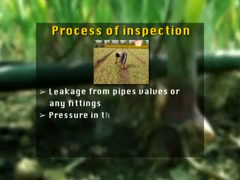 Process of inspection
➢ Leakage from pipes valves or
any fittings
➢ Pressure in th